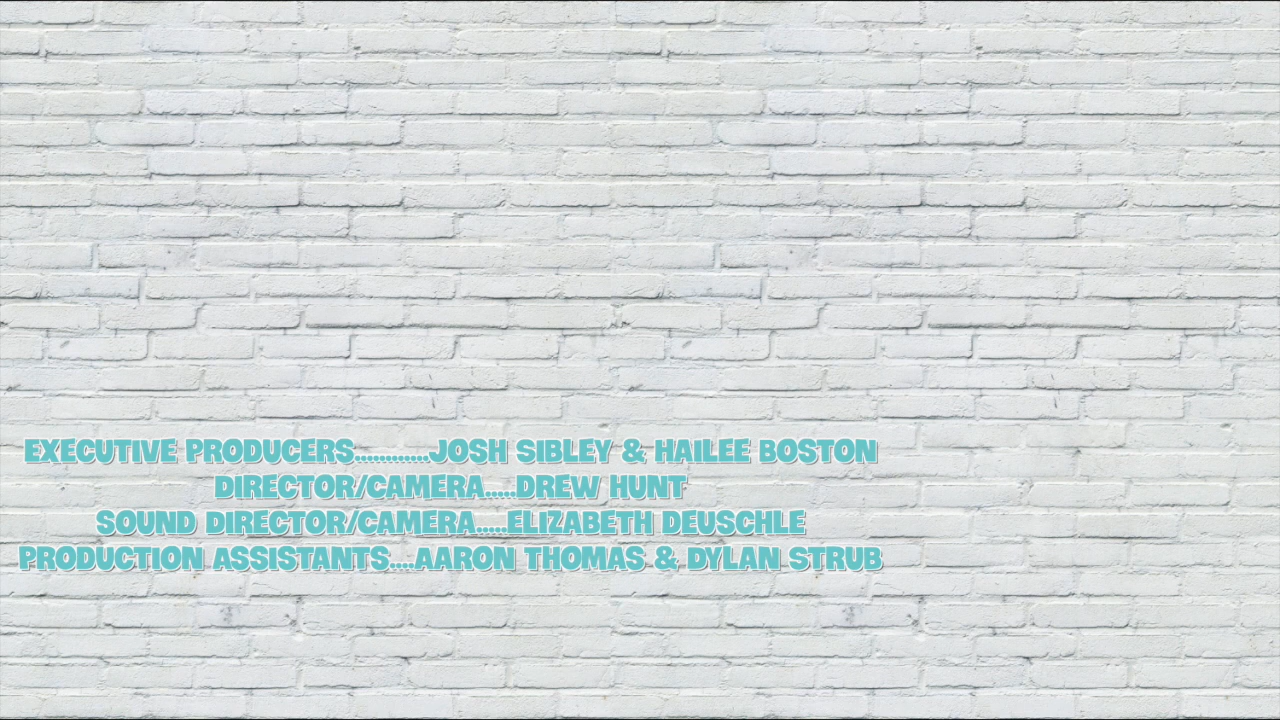 EXECUTIVE PRODUCERS............JOSH SIBLEY & HAILEE BOSTON
DIRECTOR/CAMERA.....DREW HUNT
SOUND DIRECTOR/CAMERA.....ELIZABETH DEUSCHLE
PRODUCTION ASSISTANTS....AARON THOMAS & DYLAN STRUB